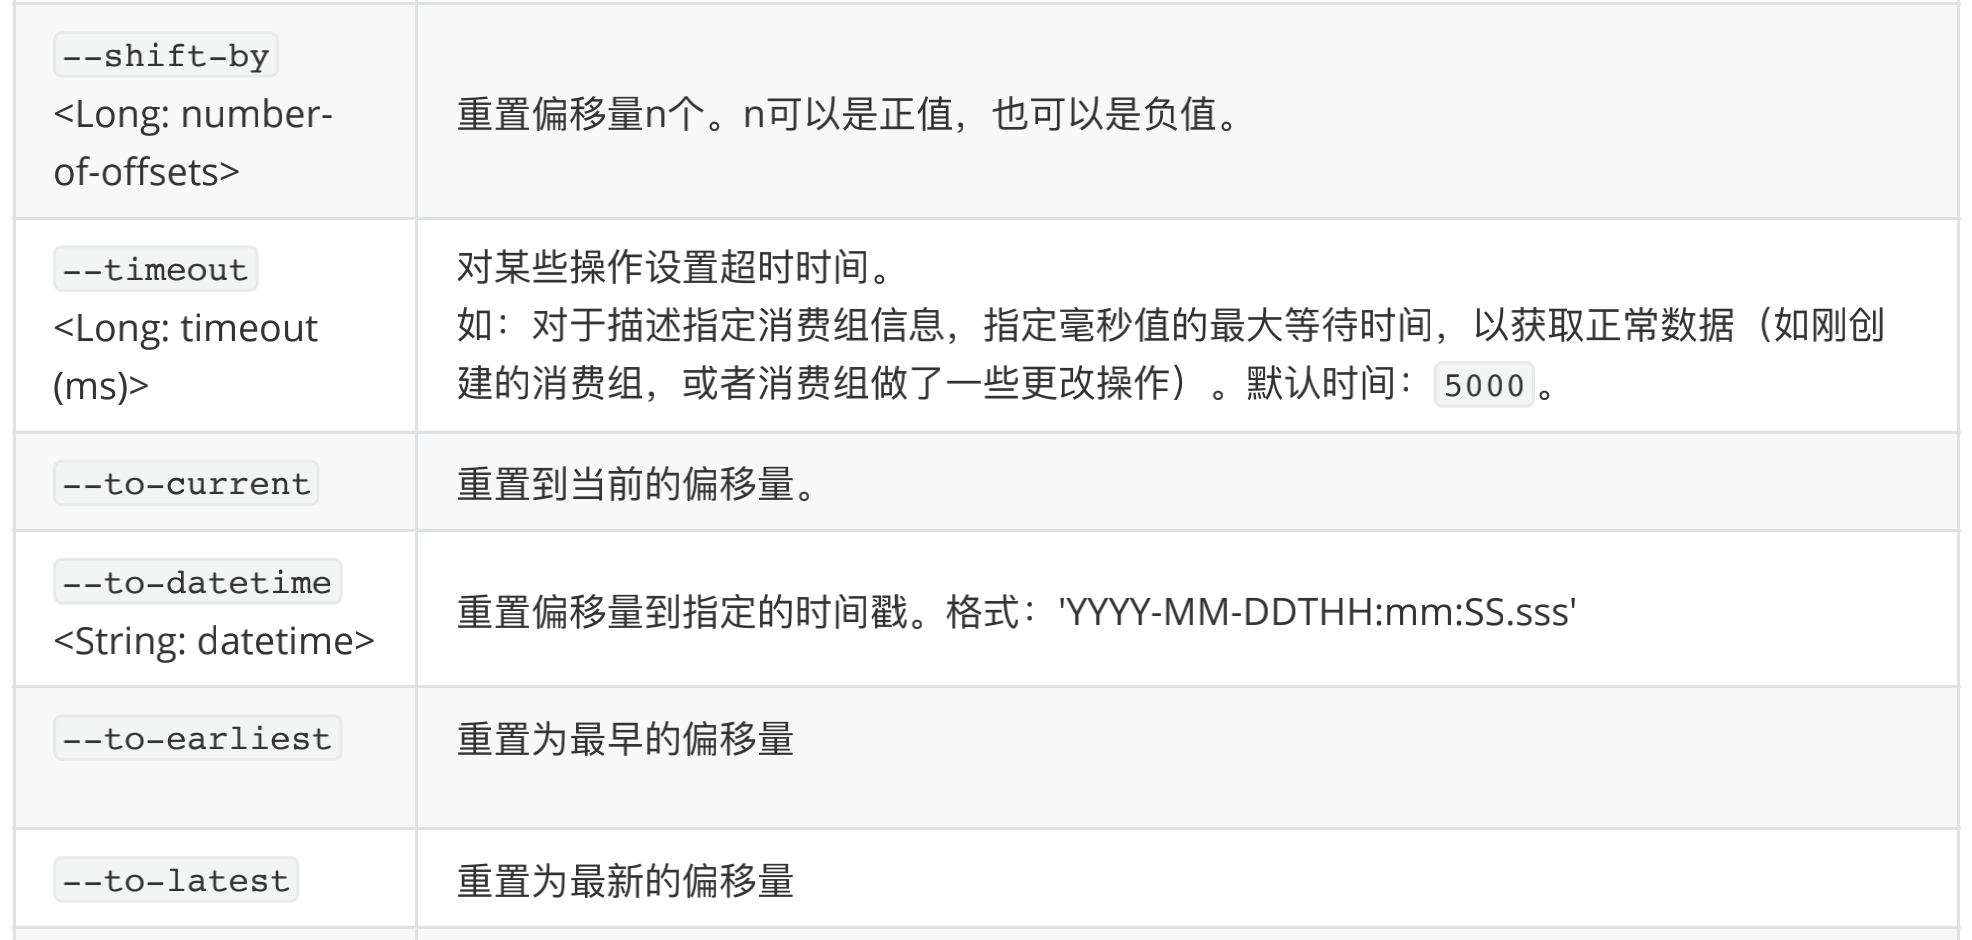 --shift-by
<Long: number-
of-offsets>
重置偏移量n个。n可以是正值，也可以是负值。
--timeout
<Long: timeout
(ms)>
对某些操作设置超时时间。
如：对于描述指定消费组信息，指定毫秒值的最大等待时间，以获取正常数据（如刚创
建的消费组，或者消费组做了一些更改操作）。默认时间： 5000 。
--to-current
重置到当前的偏移量。
--to-datetime
<String: datetime>
重置偏移量到指定的时间戳。格式：'YYYY-MM-DDTHH:mm:SS.sss'
--to-earliest
重置为最早的偏移量
--to-latest
重置为最新的偏移量